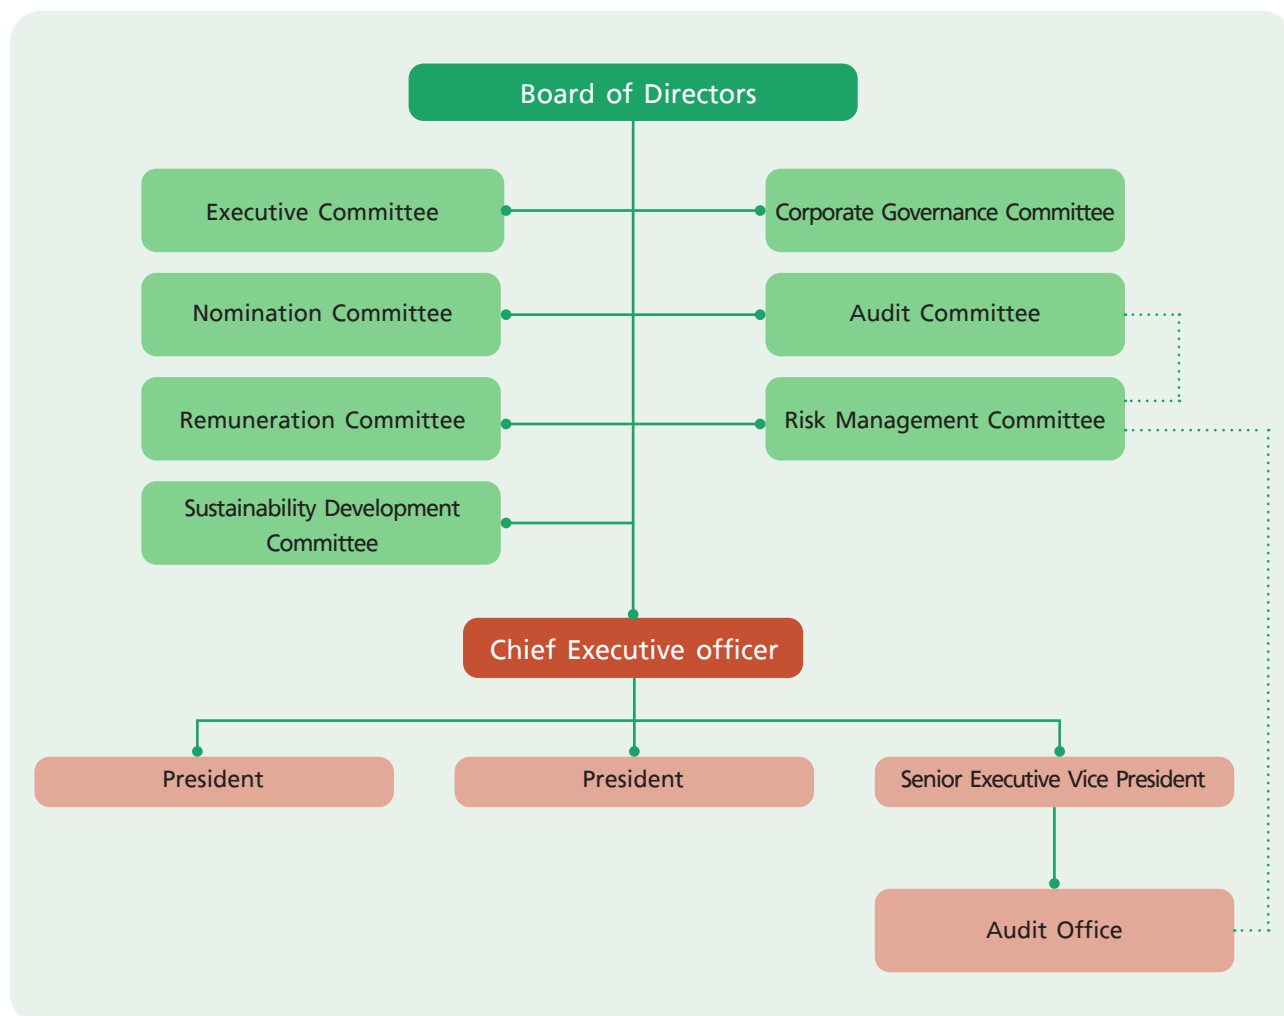 Board of Directors
Executive Committee
Corporate Governance Committee
Nomination Committee
Audit Committee
Remuneration Committee
Risk Management Committee
Sustainability Development
Committee
Chief Executive officer
President
President
Senior Executive Vice President
Audit Office